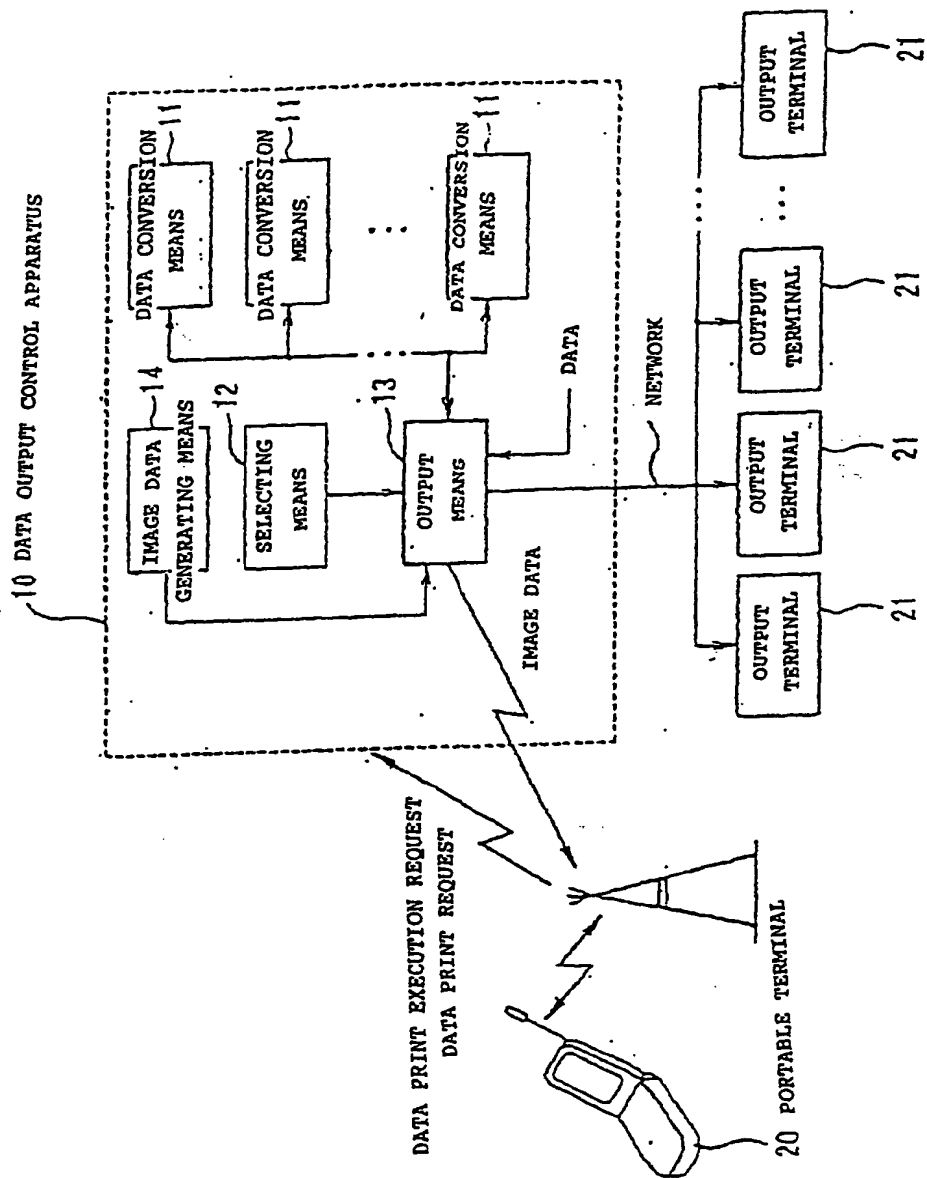 10 DATA OUTPUT CONTROL APPARATUS
14
IMAGE DATA
GENERATING MEANS
12
SELECTING
MEANS
13
OUTPUT
MEANS
DATA CONVERSION
MEANS
11
DATA CONVERSION
MEANS.
11
...
DATA CONVERSION
MEANS
11
DATA
IMAGE DATA
NETWORK
DATA PRINT EXECUTION REQUEST
DATA PRINT REQUEST
20 PORTABLE TERMINAL
OUTPUT
TERMINAL
21
OUTPUT
TERMINAL
21
OUTPUT
TERMINAL
21
...
OUTPUT
TERMINAL
21